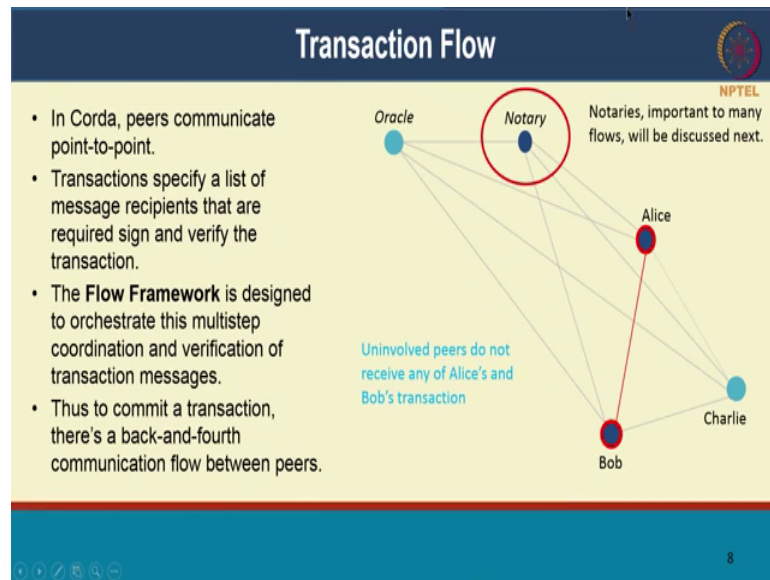 Transaction Flow
NPTEL
• In Corda, peers communicate
point-to-point.
• Transactions specify a list of
message recipients that are
required sign and verify the
transaction.
• The Flow Framework is designed
to orchestrate this multistep
coordination and verification of
transaction messages.
• Thus to commit a transaction,
there's a back-and-fourth
communication flow between peers.
Oracle
Notary
Notaries, important to many
flows, will be discussed next.
Alice
Uninvolved peers do not
receive any of Alice's and
Bob's transaction
Charlie
Bob
8